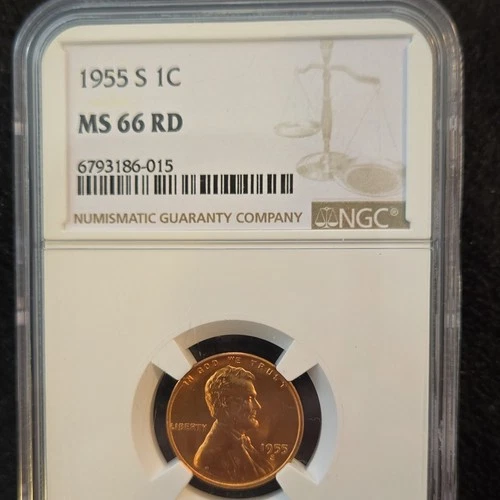 1955 S 1C
MS 66 RD
6793186-015
NUMISMATIC GUARANTY COMPANY
NGC®
IN GOD WE TRUST
LIBERTY
1955
S